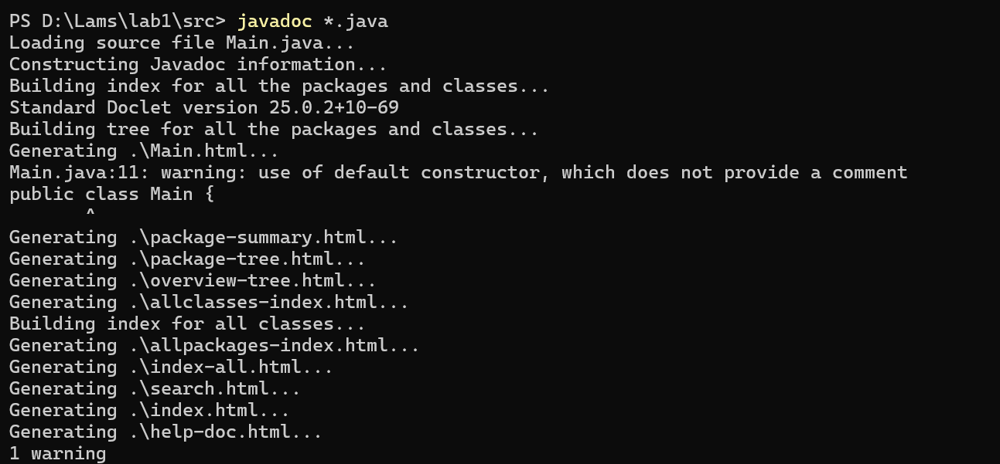 PS D:\Lams\lab1\src> javadoc *.java
Loading source file Main.java...
Constructing Javadoc information...
Building index for all the packages and classes...
Standard Doclet version 25.0.2+10-69
Building tree for all the packages and classes...
Generating .\Main.html...
Main.java:11: warning: use of default constructor, which does not provide a comment
public class Main {
       ^
Generating .\package-summary.html...
Generating .\package-tree.html...
Generating .\overview-tree.html...
Generating .\allclasses-index.html...
Building index for all classes...
Generating .\allpackages-index.html...
Generating .\index-all.html...
Generating .\search.html...
Generating .\index.html...
Generating .\help-doc.html...
1 warning